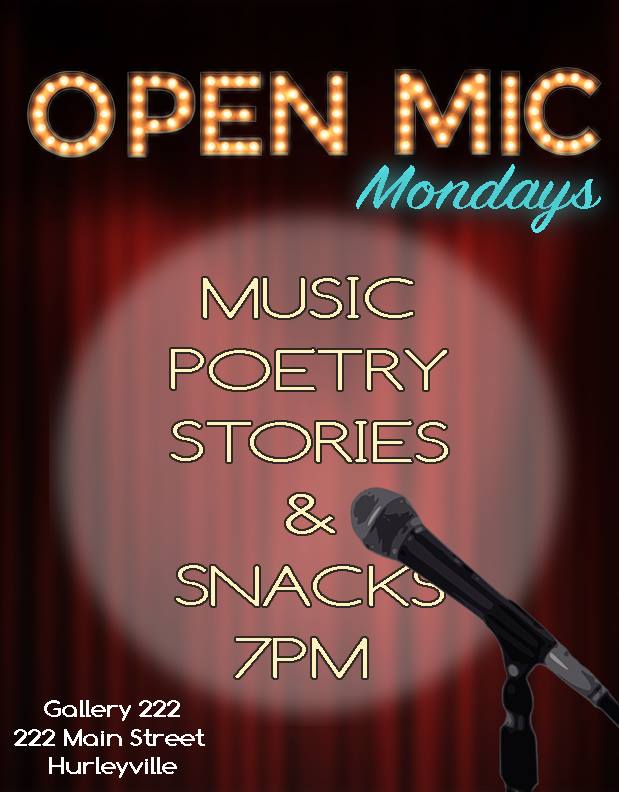 OPEN MIC
Mondays
MUSIC
POETRY
STORIES
&
SNACKS
7PM
Gallery 222
222 Main Street
Hurleyville